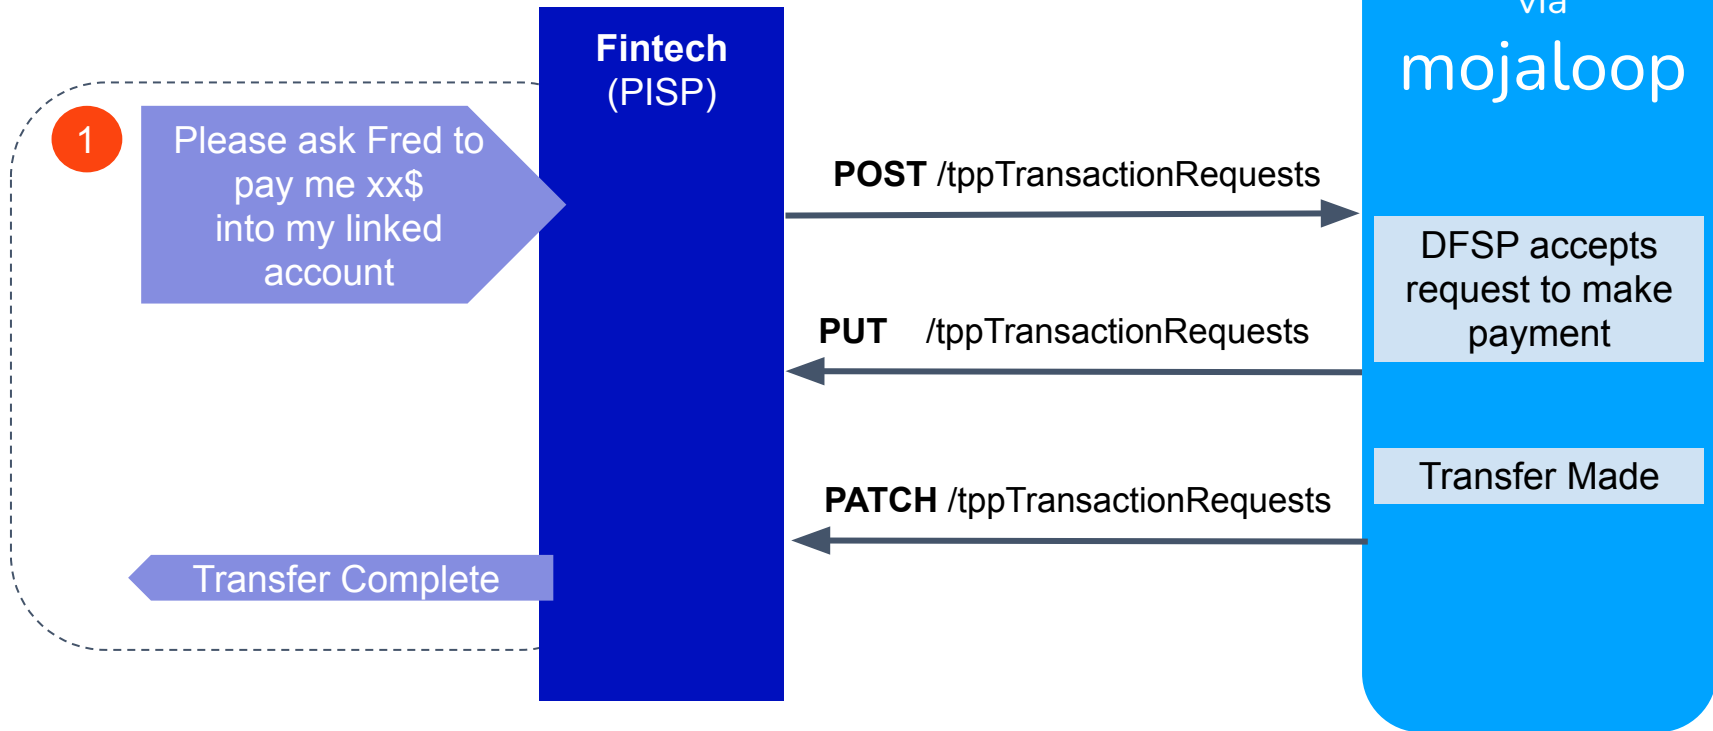 via
mojaloop
Fintech
(PISP)
1
Please ask Fred to
pay me xx$
into my linked
account
POST /tppTransactionRequests
DFSP accepts
request to make
payment
PUT /tppTransactionRequests
Transfer Made
PATCH /tppTransactionRequests
Transfer Complete